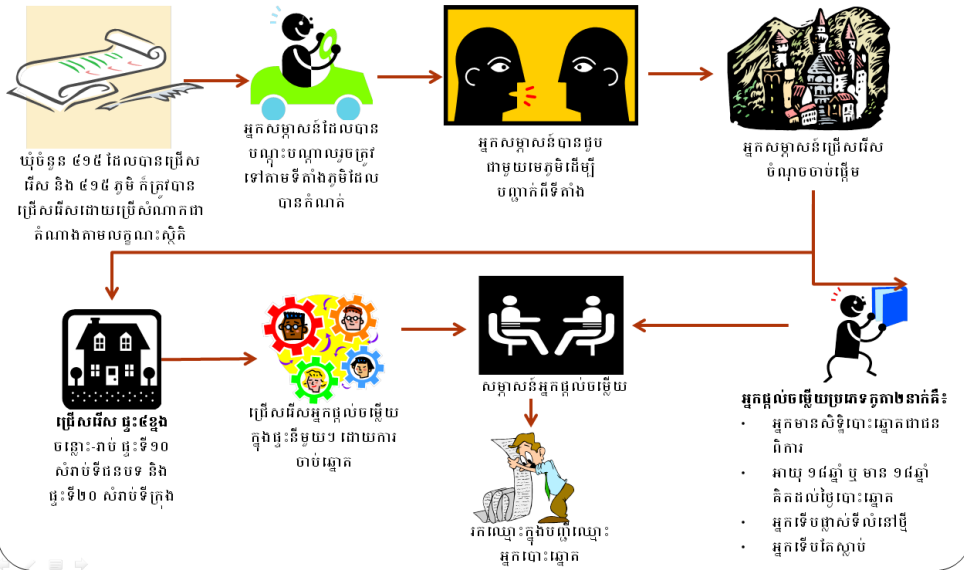 ឃុំចំនួន ៤១៥ ដែលបានជ្រើស
រើស និង ៤១៥ ភូមិ ក៏ត្រូវបាន
ជ្រើសរើសដោយប្រើសំណាកជា
តំណាងតាមលក្ខណះស្ថិតិ
អ្នកសម្ភាសន៍ដែលបាន
បណ្តុះបណ្តាលរួចត្រូវ
ទៅតាមទីតាំងភូមិដែល
បានកំណត់
អ្នកសម្ភាសន៍បានជួប
ជាមួយមេភូមិដើម្បី
បញ្ជាក់ពីទីតាំង
អ្នកសម្ភាសន៍ជ្រើសរើស
ចំណុចចាប់ផ្តើម
ជ្រើសរើស ផ្ទះ៤ខ្នង
ចន្លោះ-រាប់ ផ្ទះទី១០
សំរាប់ទីជនបទ និង
ផ្ទះទី២០ សំរាប់ទីក្រុង
ជ្រើសរើសអ្នកផ្តល់ចម្លើយ
ក្នុងផ្ទះនីមួយៗ ដោយការ
ចាប់ឆ្នោត
សម្ភាសន៍អ្នកផ្តល់ចម្លើយ
រកឈ្មោះក្នុងបញ្ជីឈ្មោះ
អ្នកបោះឆ្នោត
អ្នកផ្តល់ចម្លើយប្រភេទកូតា២នាក់គឺ៖
• អ្នកមានសិទ្ធិបោះឆ្នោតជាជន
ពិការ
• អាយុ ១៨ឆ្នាំ ឬ មាន ១៨ឆ្នាំ
គិតដល់ថ្ងៃបោះឆ្នោត
• អ្នកទើបផ្លាស់ទីលំនៅថ្មី
• អ្នកទើបតែស្លាប់